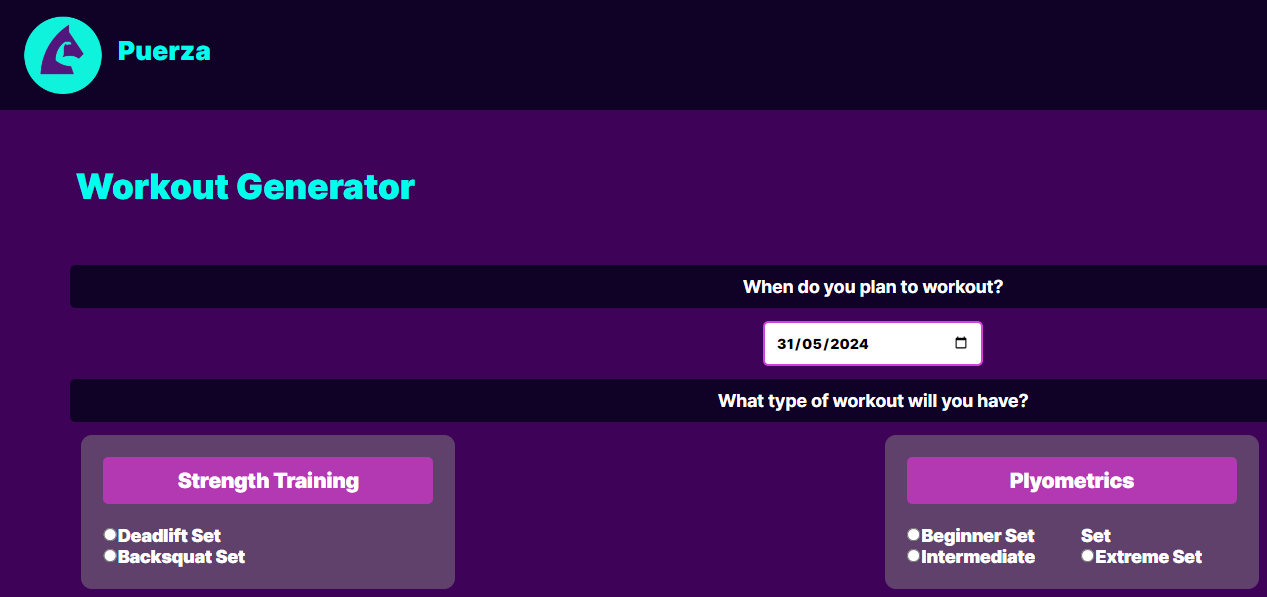 Puerza
Workout Generator
When do you plan to workout?
31/05/2024
What type of workout will you have?
Strength Training
Deadlift Set
Backsquat Set
Plyometrics
Beginner Set
Intermediate
Set
Extreme Set